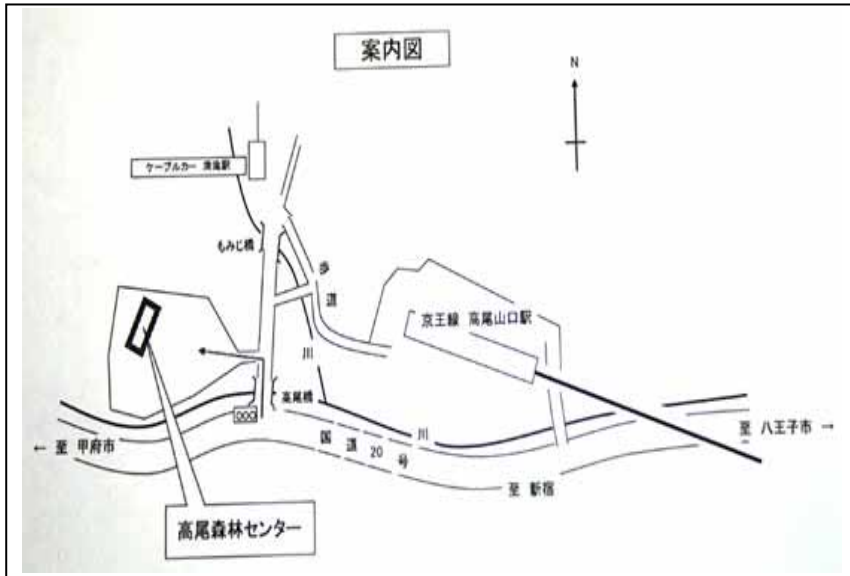 案内図
N
ケーブルカー 清滝駅
もみじ橋
歩道
京王線 高尾山口駅
川
高尾橋
川
← 至 甲府市
国道20号
至 八王子市 →
至 新宿
高尾森林センター